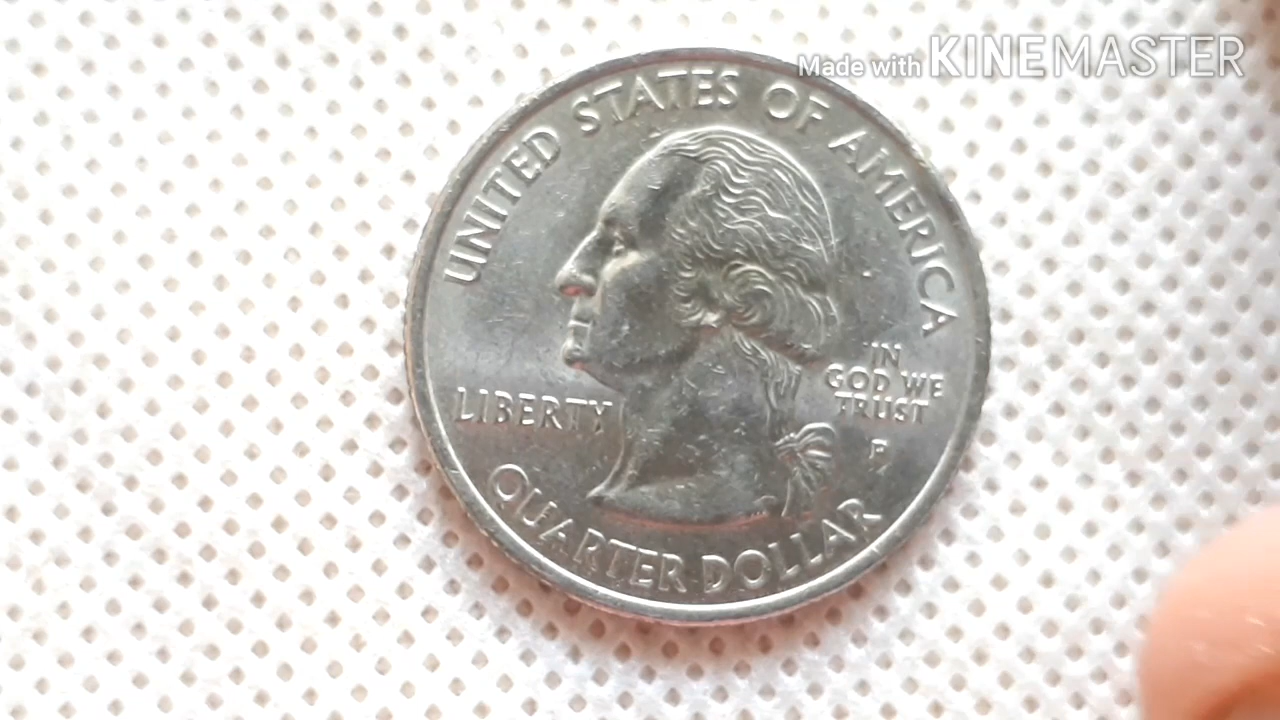 Made with KINEMASTER
UNITED STATES OF AMERICA
IN
GOD WE
TRUST
LIBERTY
P
QUARTER DOLLAR